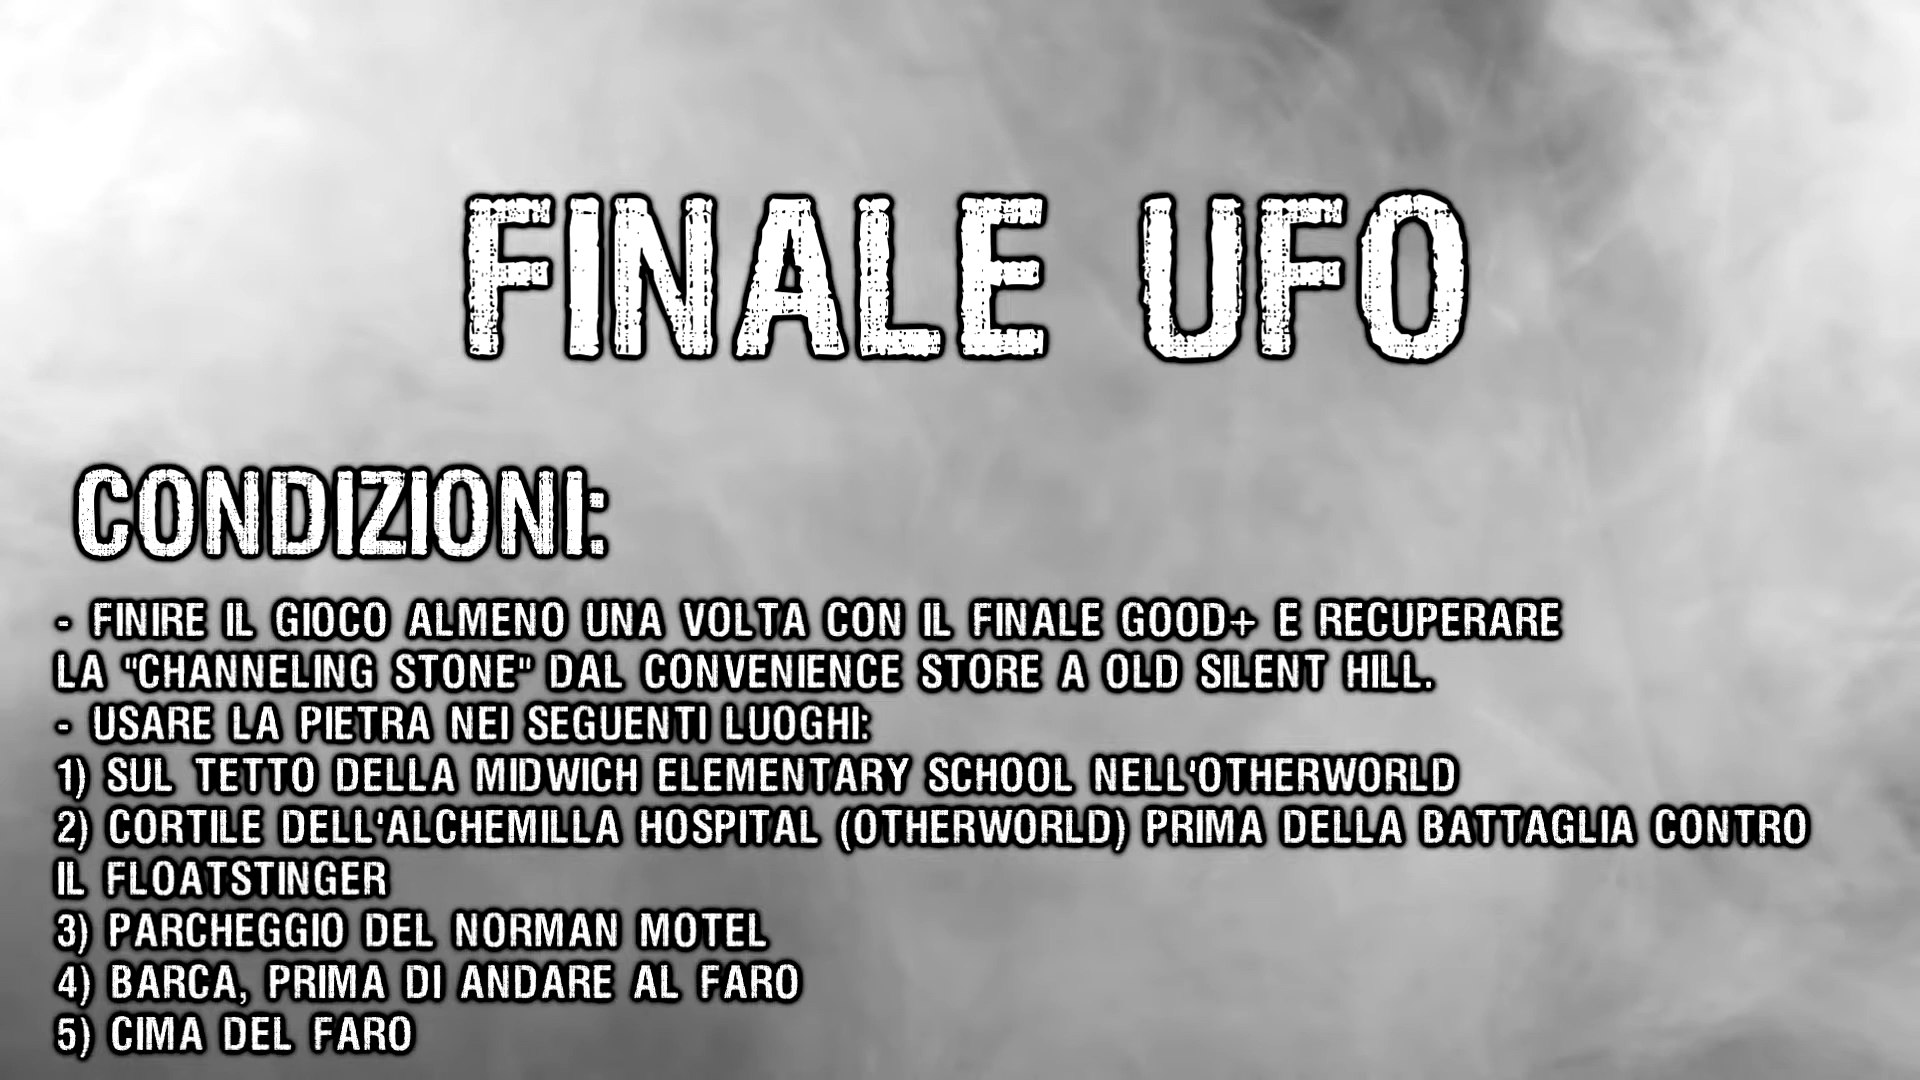 FINALE UFO
CONDIZIONI:
- FINIRE IL GIOCO ALMENO UNA VOLTA CON IL FINALE GOOD+ E RECUPERARE
LA "CHANNELING STONE" DAL CONVENIENCE STORE A OLD SILENT HILL.
- USARE LA PIETRA NEI SEGUENTI LUOGHI:
1) SUL TETTO DELLA MIDWICH ELEMENTARY SCHOOL NELL'OTHERWORLD
2) CORTILE DELL'ALCHEMILLA HOSPITAL (OTHERWORLD) PRIMA DELLA BATTAGLIA CONTRO
IL FLOATSTINGER
3) PARCHEGGIO DEL NORMAN MOTEL
4) BARCA, PRIMA DI ANDARE AL FARO
5) CIMA DEL FARO